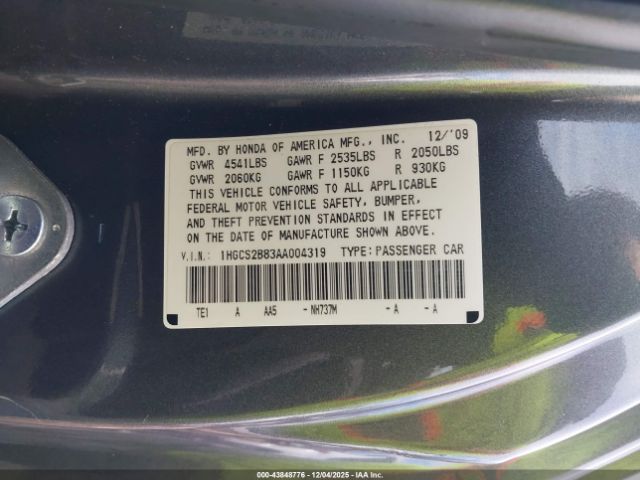 MFD. BY HONDA OF AMERICA MFG., INC. 12/'09
GVWR 4541LBS GAWR F 2535LBS R 2050LBS
GVWR 2060KG GAWR F 1150KG R 930KG
THIS VEHICLE CONFORMS TO ALL APPLICABLE
FEDERAL MOTOR VEHICLE SAFETY, BUMPER,
AND THEFT PREVENTION STANDARDS IN EFFECT
ON THE DATE OF MANUFACTURE SHOWN ABOVE.
V.I.N.: 1HGCS2B83AA004319 TYPE:PASSENGER CAR
TE1 A AA5 -NH737M -A -A
00-43848776 - 12/04/2025 - IAA Inc.